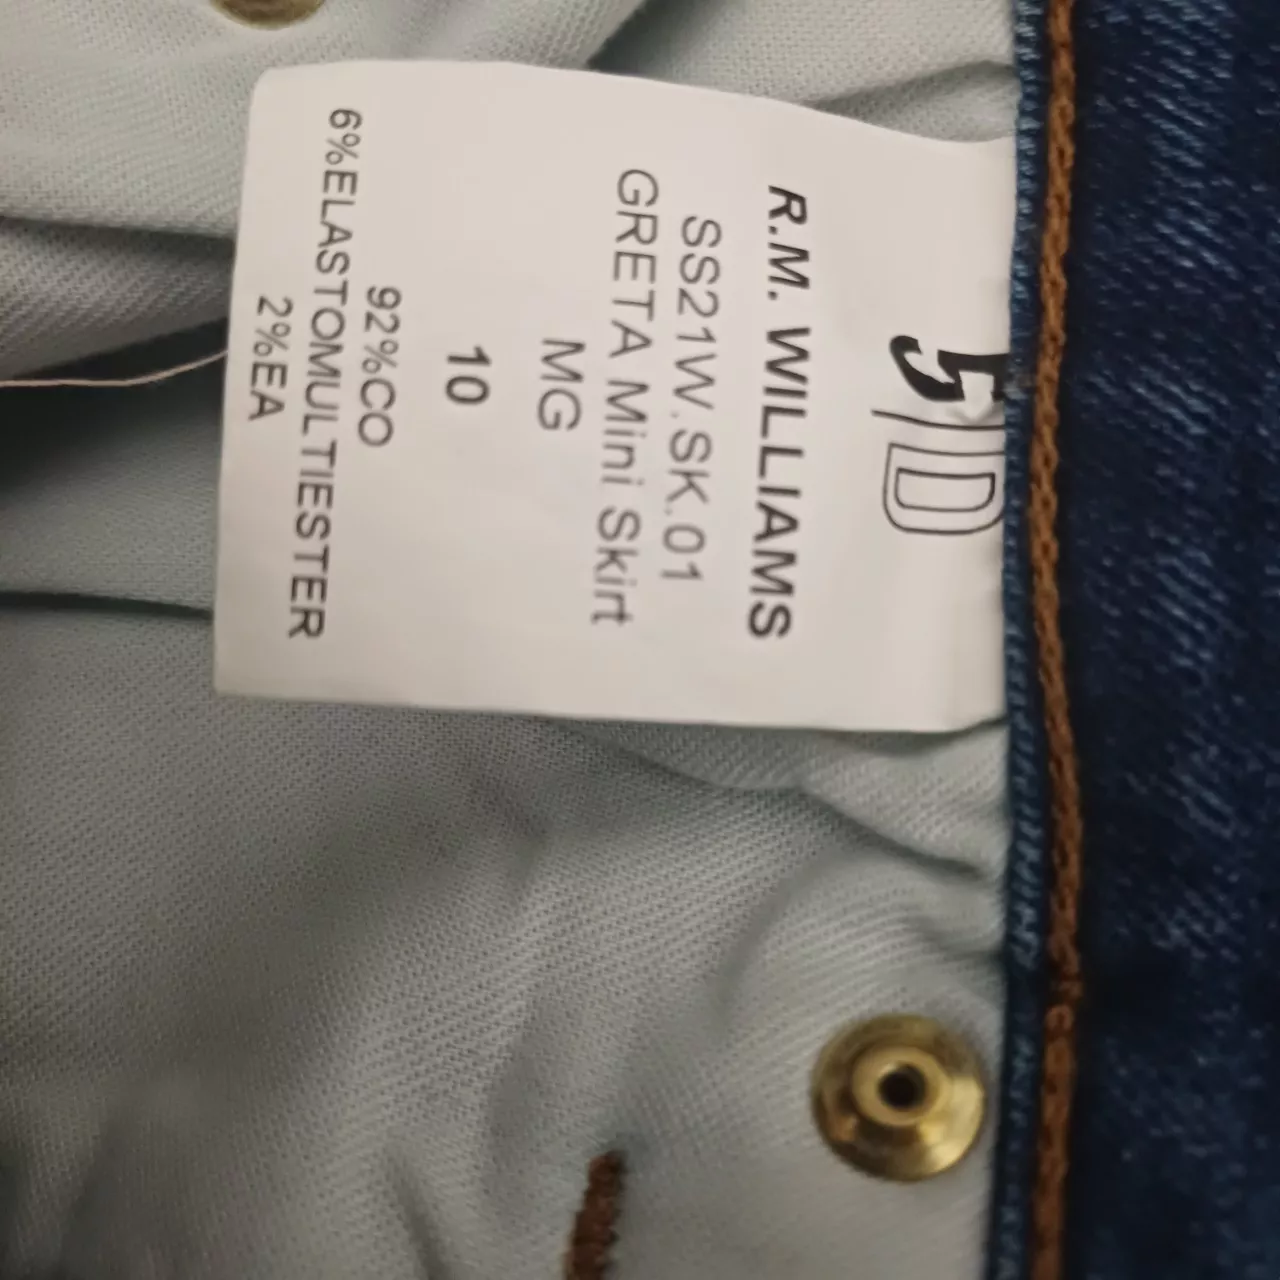 R.M. WILLIAMS
SS21W.SK.01
GRETA Mini Skirt
MG
10
92%CO
6%ELASTOMULTIESTER
2%EA